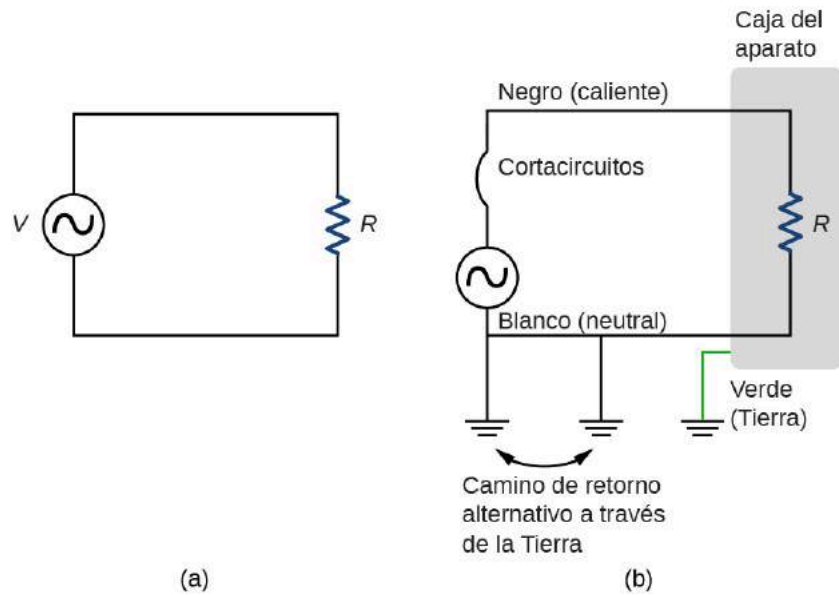 V
R
(a)
Caja del
aparato
Negro (caliente)
Cortacircuitos
R
Blanco (neutral)
Verde
(Tierra)
Camino de retorno
alternativo a través
de la Tierra
(b)